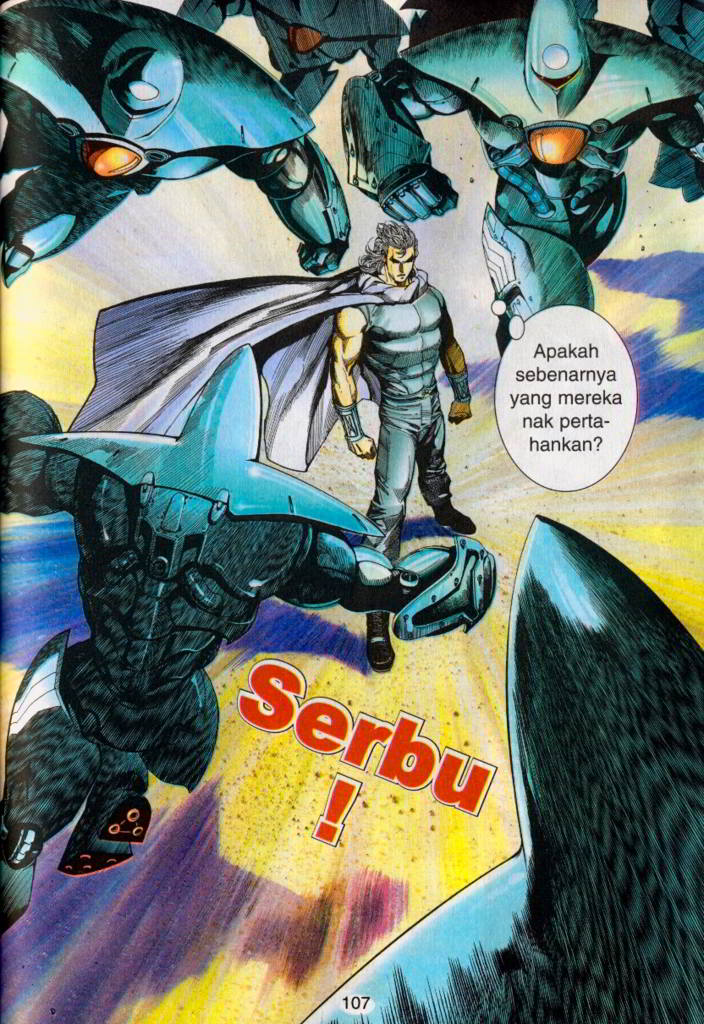 Apakah
sebenarnya
yang mereka
nak perta-
hankan?
Serbu
!
107